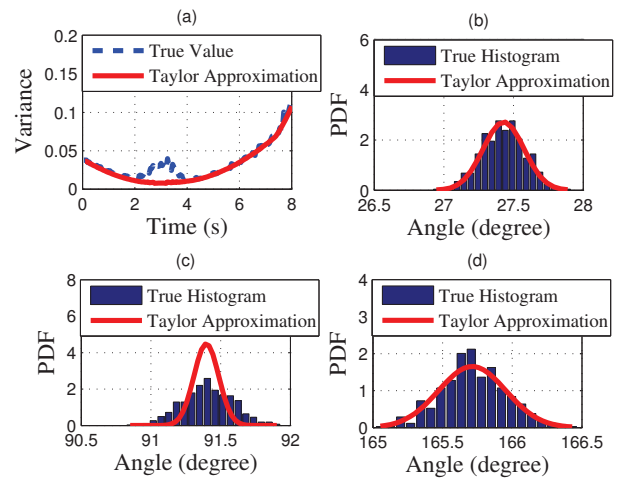 (a)
0.2
0.15
0.1
0.05
0
Variance
True Value
Taylor Approximation
0 2 4 6 8
Time (s)
(b)
6
4
2
0
PDF
True Histogram
Taylor Approximation
26.5 27 27.5 28
Angle (degree)
(c)
8
6
4
2
0
PDF
True Histogram
Taylor Approximation
90.5 91 91.5 92
Angle (degree)
(d)
4
3
2
1
0
PDF
True Histogram
Taylor Approximation
165 165.5 166 166.5
Angle (degree)